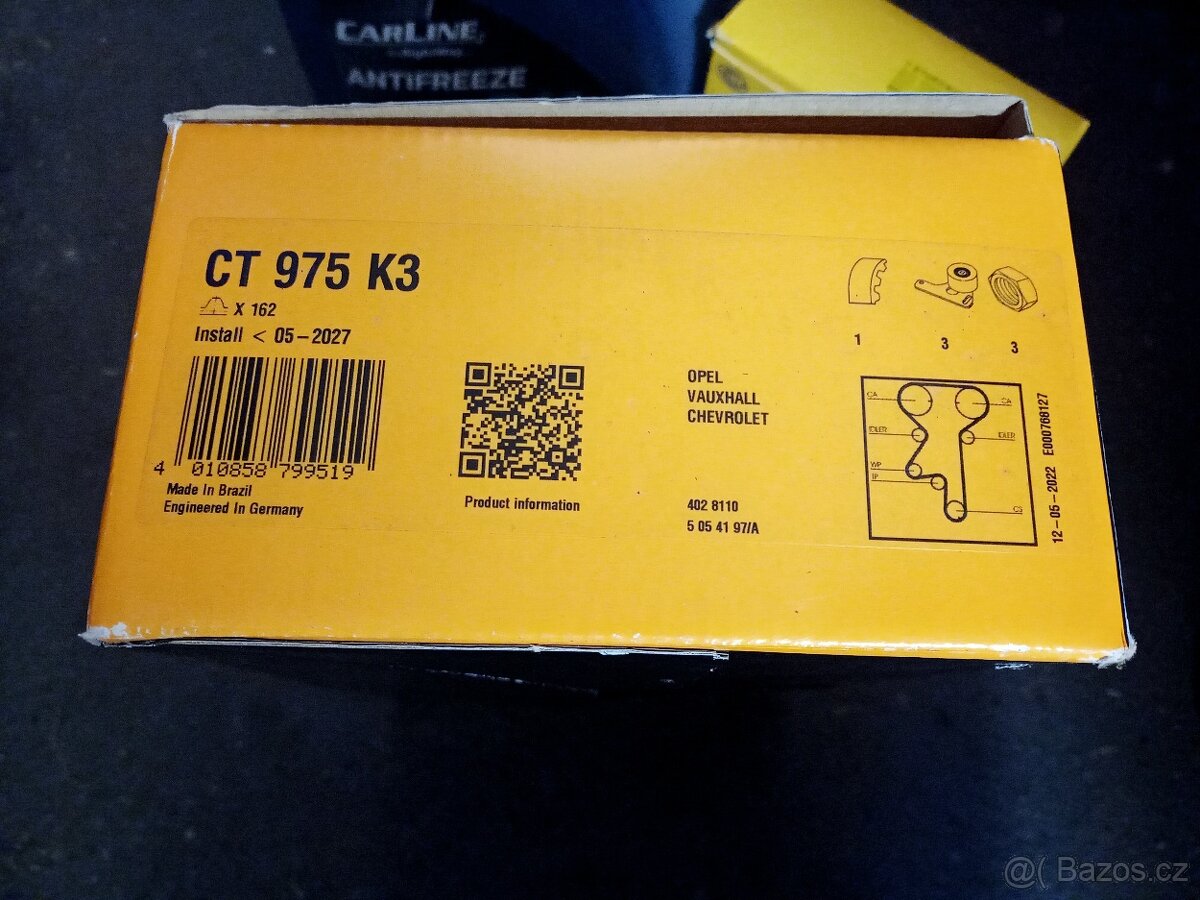 CARLINE
ANTIFREEZE
CT 975 K3
X 162
Install < 05-2027
4 010858 799519
Made In Brazil
Engineered In Germany
Product information
OPEL
VAUXHALL
CHEVROLET
402 8110
5 05 41 97/A
1 3 3
CA CA
IDLER IDLER
WP
TP
CS
12-05-2022 E000768127
@( Bazos.cz